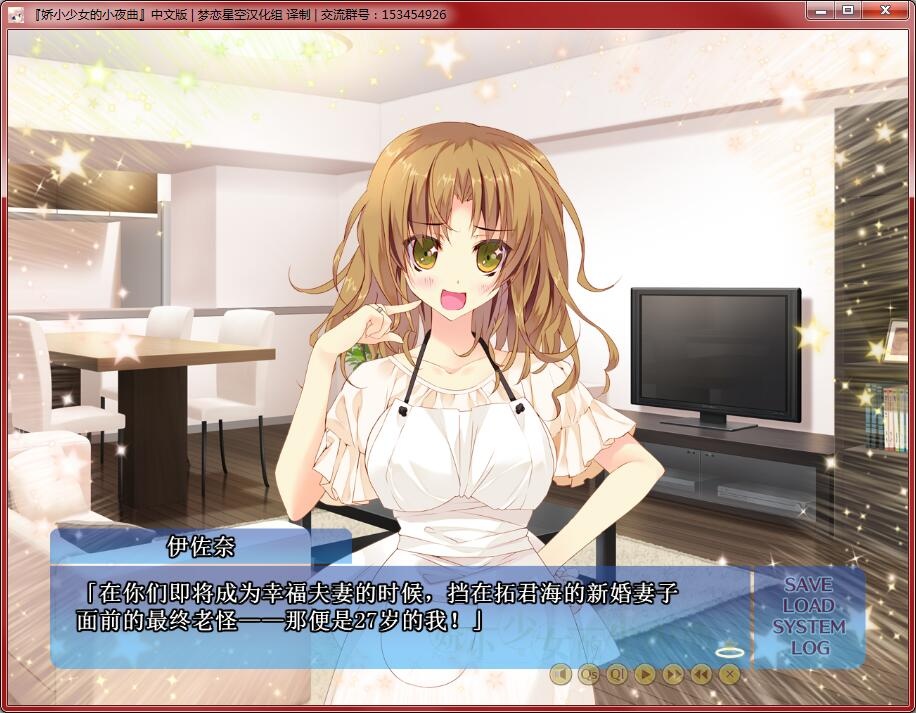 『娇小少女的小夜曲』中文版 | 梦恋星空汉化组 译制 | 交流群号：153454926
伊佐奈
「在你们即将成为幸福夫妻的时候，挡在拓君海的新婚妻子
面前的最终老怪——那便是27岁的我！」
SAVE
LOAD
SYSTEM
LOG
Qs
Ql